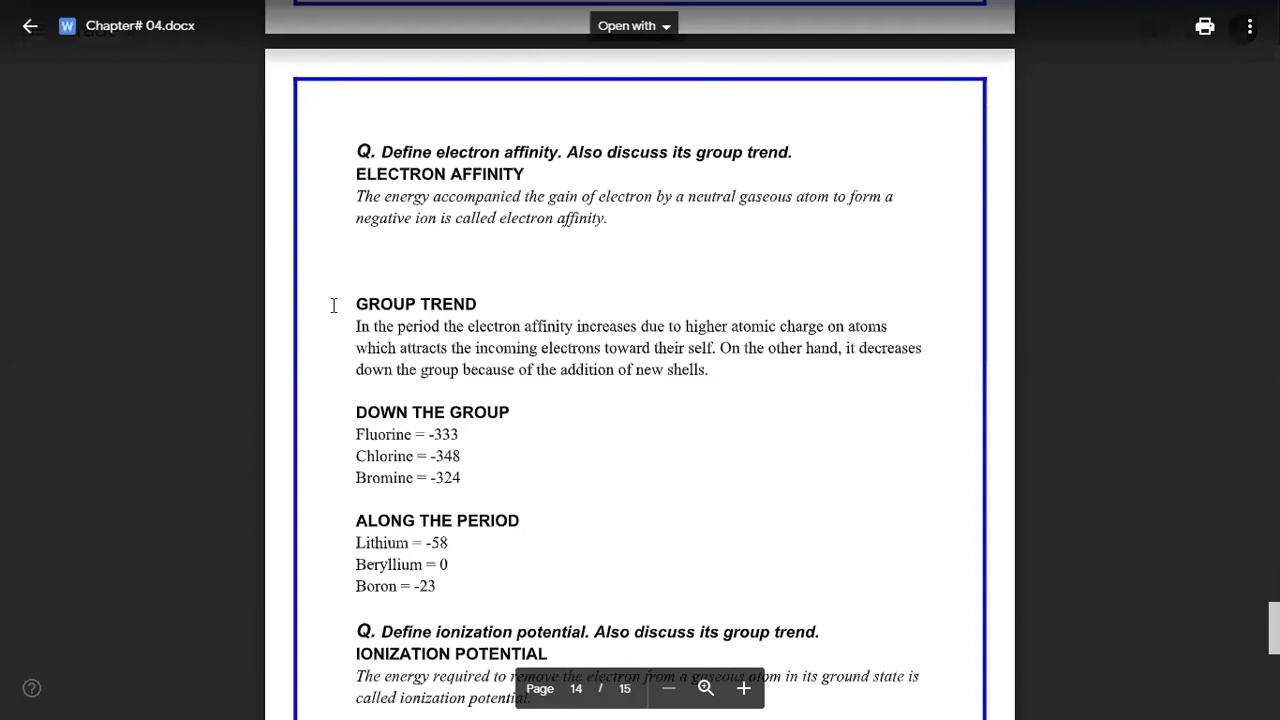 Chapter# 04.docx
Open with
Q. Define electron affinity. Also discuss its group trend.
ELECTRON AFFINITY
The energy accompanied the gain of electron by a neutral gaseous atom to form a
negative ion is called electron affinity.
GROUP TREND
In the period the electron affinity increases due to higher atomic charge on atoms
which attracts the incoming electrons toward their self. On the other hand, it decreases
down the group because of the addition of new shells.
DOWN THE GROUP
Fluorine = -333
Chlorine = -348
Bromine = -324
ALONG THE PERIOD
Lithium = -58
Beryllium = 0
Boron = -23
Q. Define ionization potential. Also discuss its group trend.
IONIZATION POTENTIAL
The energy required to remove the electron from a gaseous atom in its ground state is
called ionization potential.
Page 14 / 15